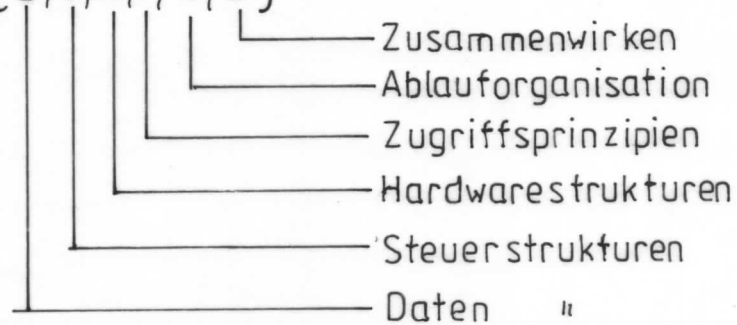 Zusammenwirken
Ablauforganisation
Zugriffsprinzipien
Hardwarestrukturen
Steuerstrukturen
Daten "